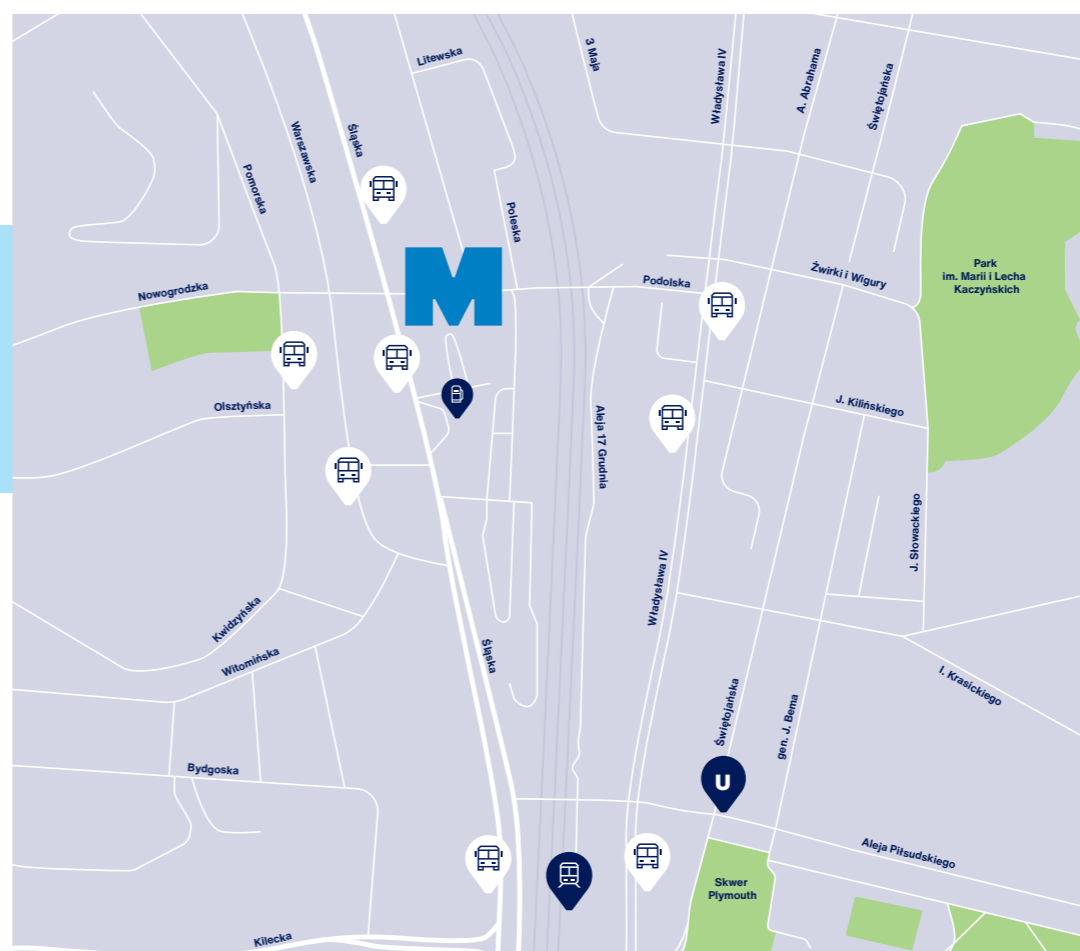 Litewska
3 Maja
Władysława IV
A. Abrahama
Świętojańska
Warszawska
Śląska
Pomorska
Poleska
M
Park
im. Marii i Lecha
Kaczyńskich
Żwirki i Wigury
Podolska
Nowogrodzka
Olsztyńska
J. Kilińskiego
Aleja 17 Grudnia
J. Słowackiego
Władysława IV
Kwidzyńska
Witomińska
Śląska
I. Krasickiego
Świętojańska
gen. J. Bema
Bydgoska
U
Aleja Piłsudskiego
Skwer
Plymouth
Kilecka